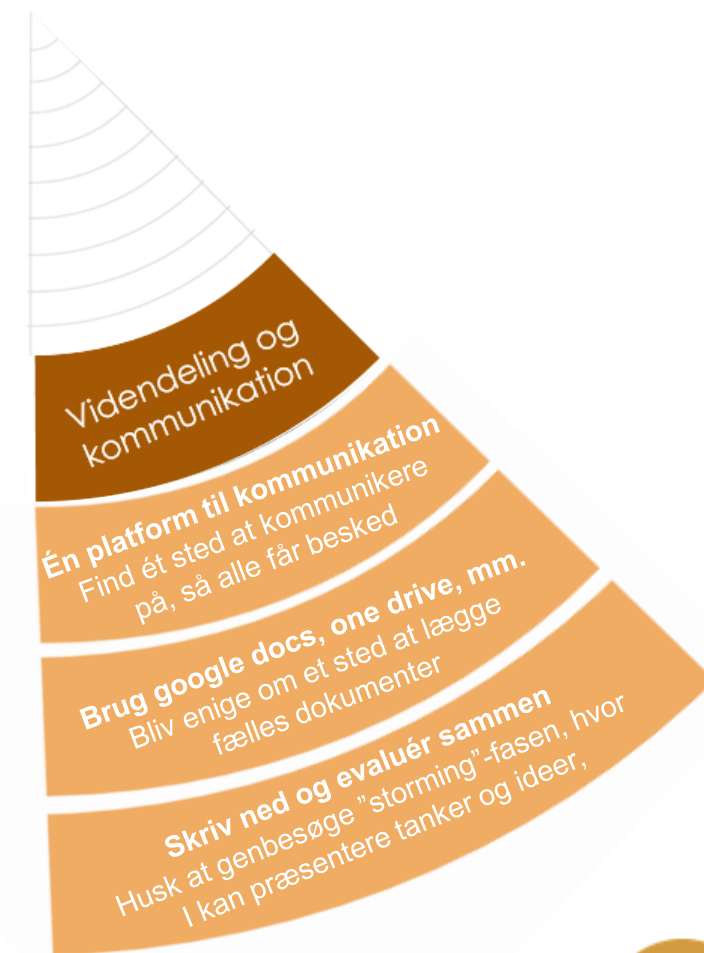 Videndeling og
kommunikation
Én platform til kommunikation
Find ét sted at kommunikere
på, så alle får besked
Brug google docs, one drive, mm.
Bliv enige om et sted at lægge
fælles dokumenter
Skriv ned og evaluér sammen
Husk at genbesøge ”storming”-fasen, hvor
I kan præsentere tanker og ideer,